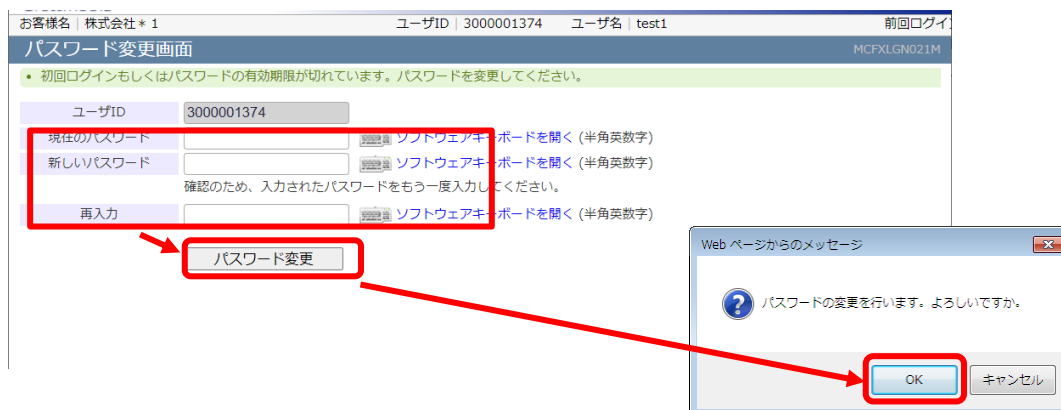 お客様名 株式会社＊1 ユーザID 3000001374 ユーザ名 test1 前回ログイ
パスワード変更画面 MCFXLGN021M
• 初回ログインもしくはパスワードの有効期限が切れています。パスワードを変更してください。
ユーザID 3000001374
現在のパスワード ソフトウェアキーボードを開く (半角英数字)
新しいパスワード ソフトウェアキーボードを開く (半角英数字)
確認のため、入力されたパスワードをもう一度入力してください。
再入力 ソフトウェアキーボードを開く (半角英数字)
パスワード変更
Web ページからのメッセージ
パスワードの変更を行います。よろしいですか。
OK キャンセル